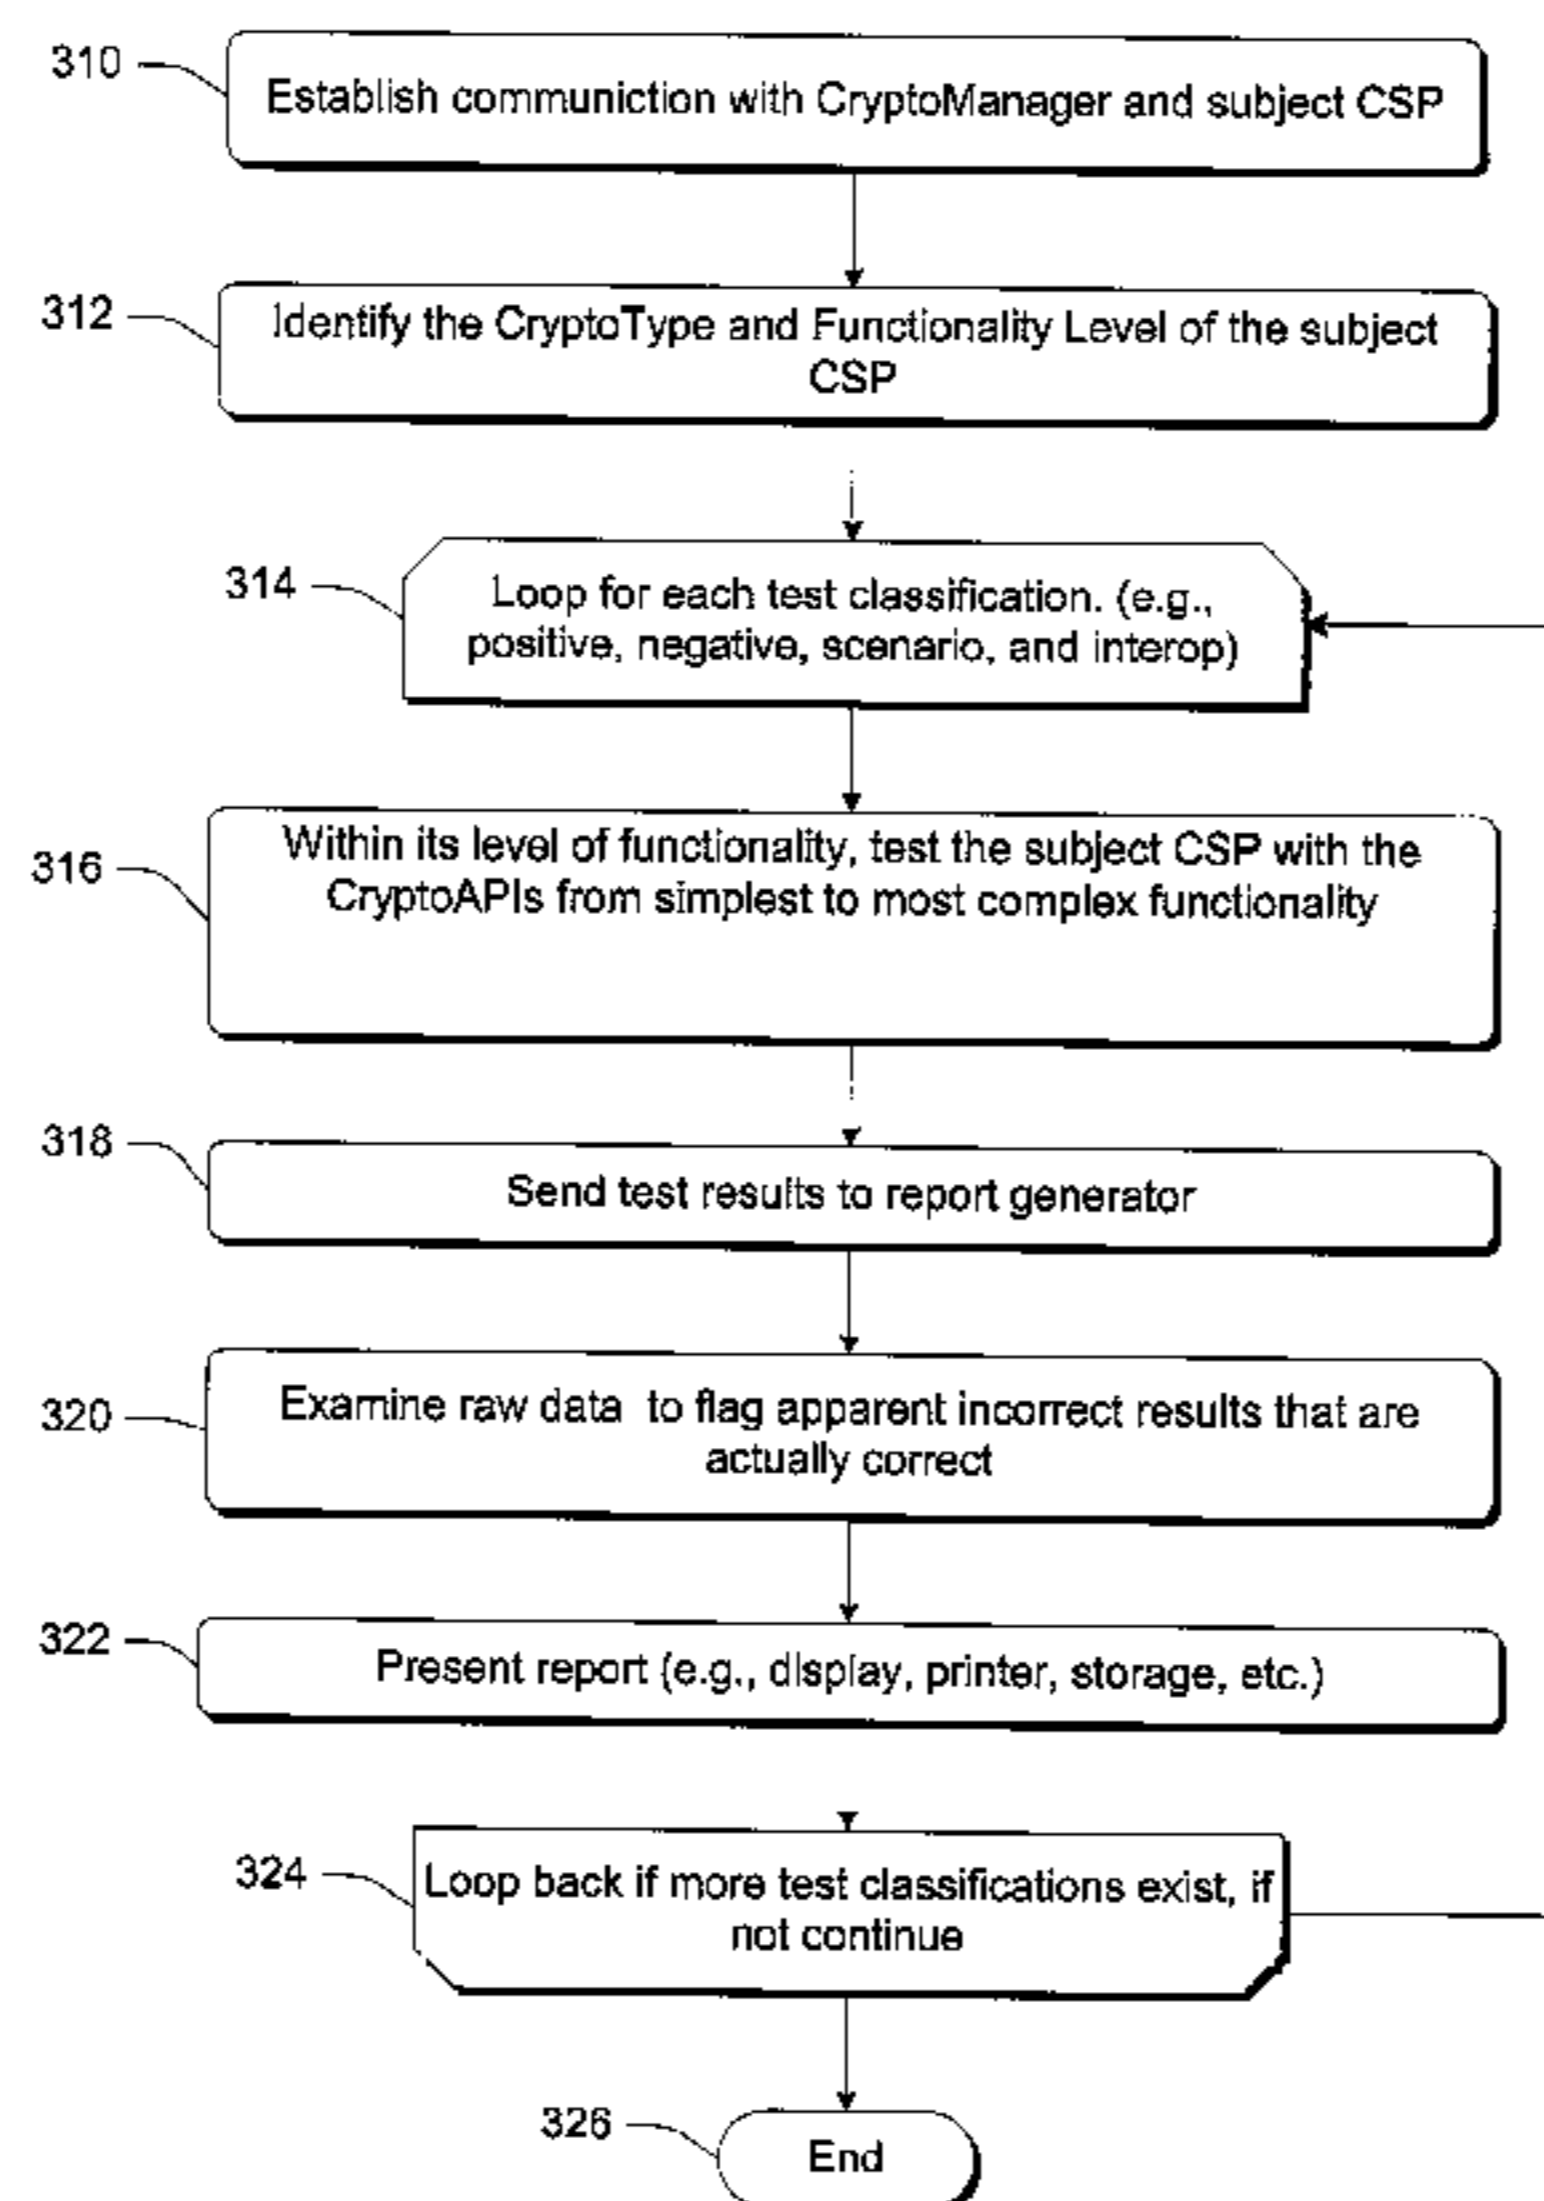 310
Establish communiction with CryptoManager and subject CSP
312
Identify the CryptoType and Functionality Level of the subject
CSP
314
Loop for each test classification. (e.g.,
positive, negative, scenario, and interop)
316
Within its level of functionality, test the subject CSP with the
CryptoAPIs from simplest to most complex functionality
318
Send test results to report generator
320
Examine raw data to flag apparent incorrect results that are
actually correct
322
Present report (e.g., display, printer, storage, etc.)
324
Loop back if more test classifications exist, if
not continue
326
End